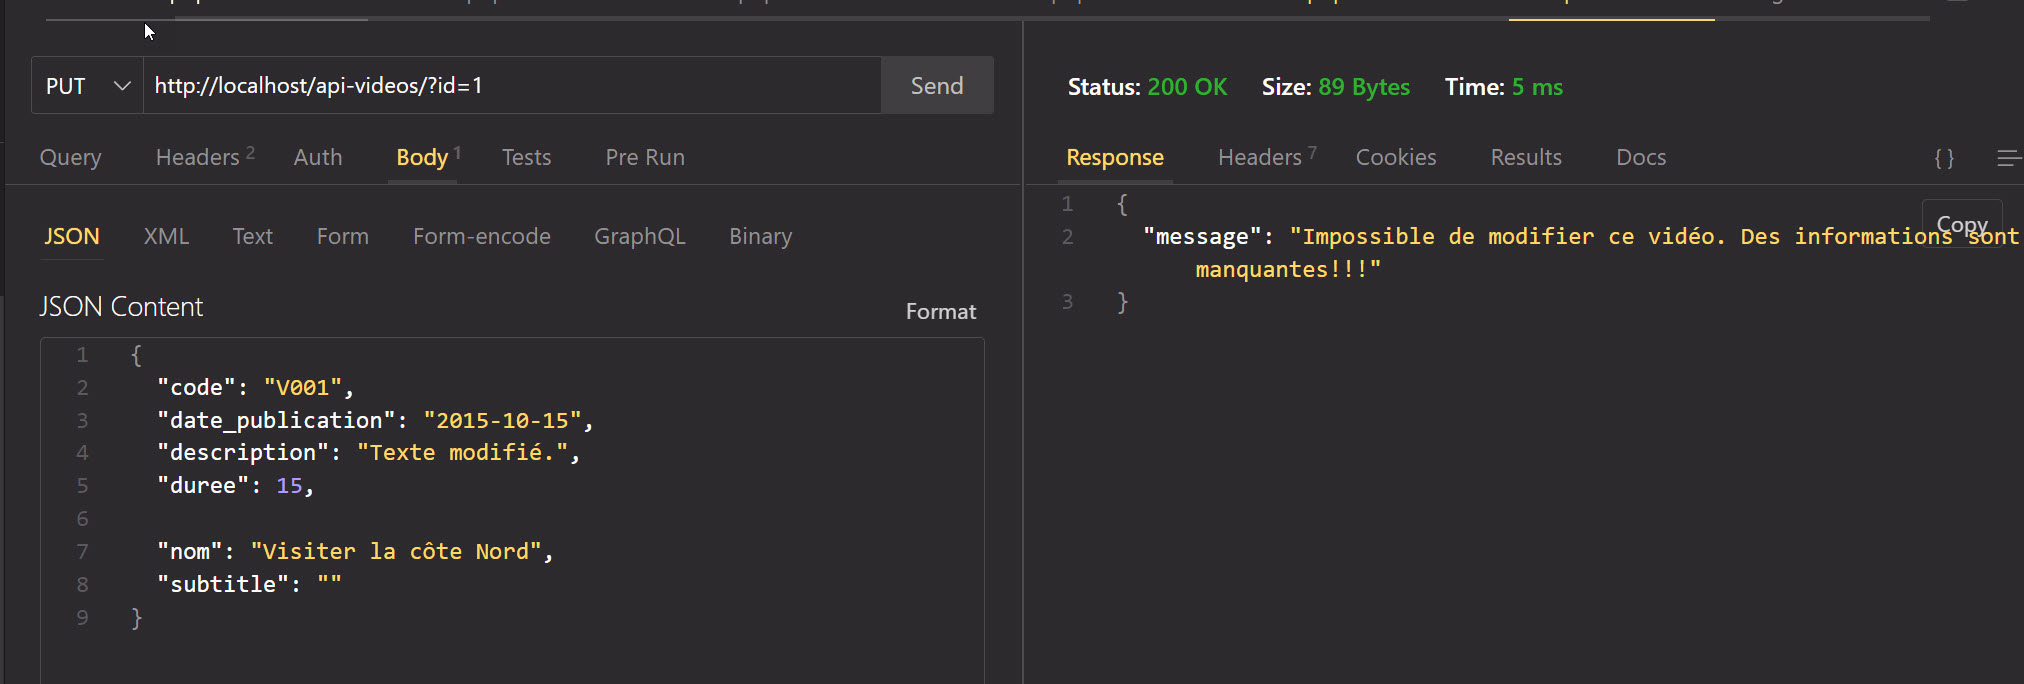 PUT http://localhost/api-videos/?id=1 Send
Query Headers 2 Auth Body 1 Tests Pre Run
JSON XML Text Form Form-encode GraphQL Binary
JSON Content
Format
1 {
2 "code": "V001",
3 "date_publication": "2015-10-15",
4 "description": "Texte modifié.",
5 "duree": 15,
6
7 "nom": "Visiter la côte Nord",
8 "subtitle": ""
9 }
Status: 200 OK Size: 89 Bytes Time: 5 ms
Response Headers 7 Cookies Results Docs { }
Copy
1 {
2 "message": "Impossible de modifier ce vidéo. Des informations sont
manquantes!!!"
3 }